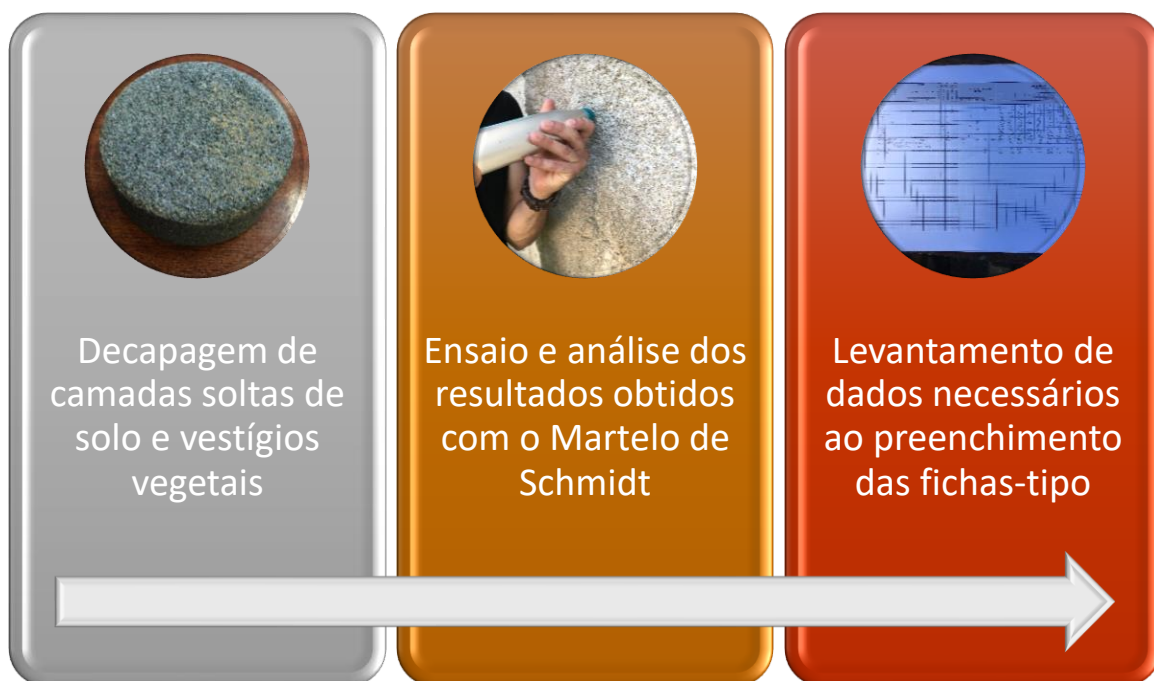 Decapagem de
camadas soltas de
solo e vestígios
vegetais
Ensaio e análise dos
resultados obtidos
com o Martelo de
Schmidt
Levantamento de
dados necessários
ao preenchimento
das fichas-tipo